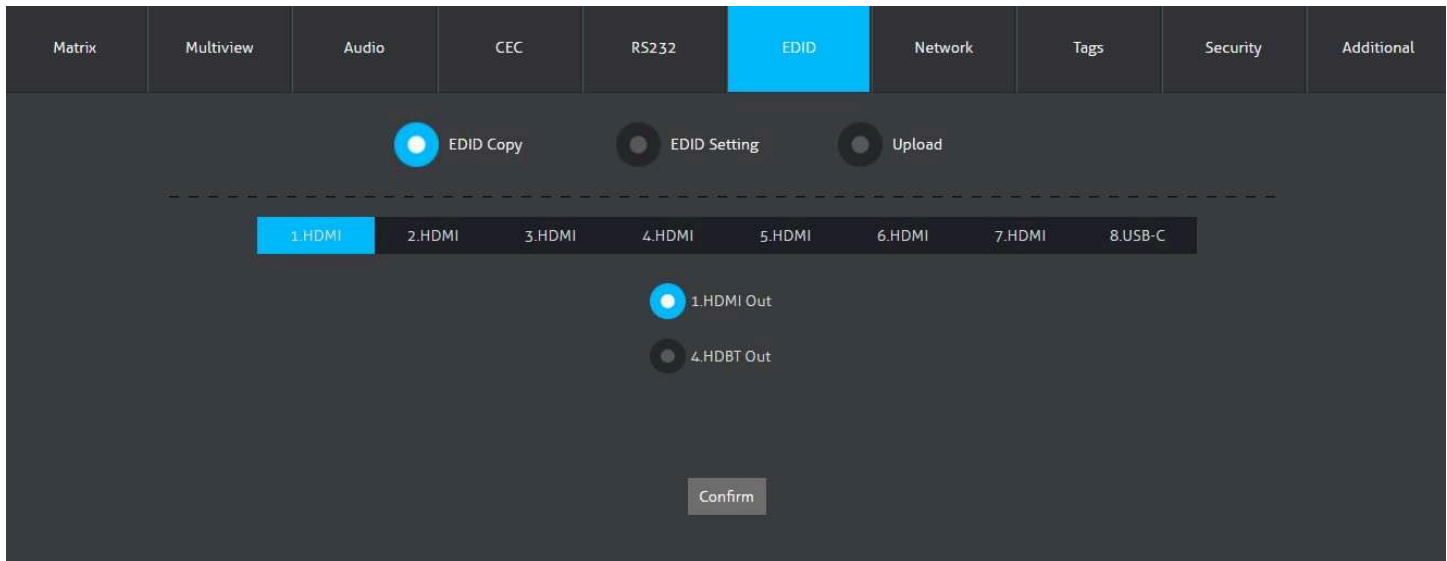 Matrix Multiview Audio CEC RS232 EDID Network Tags Security Additional
EDID Copy EDID Setting Upload
1.HDMI 2.HDMI 3.HDMI 4.HDMI 5.HDMI 6.HDMI 7.HDMI 8.USB-C
1.HDMI Out
4.HDBT Out
Confirm